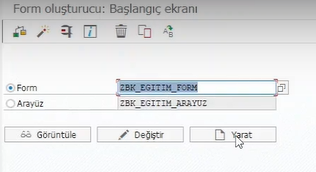 Form oluşturucu: Başlangıç ekranı
Form ZBK_EGITIM_FORM
Arayüz ZBK_EGITIM_ARAYUZ
Görüntüle Değiştir Yarat